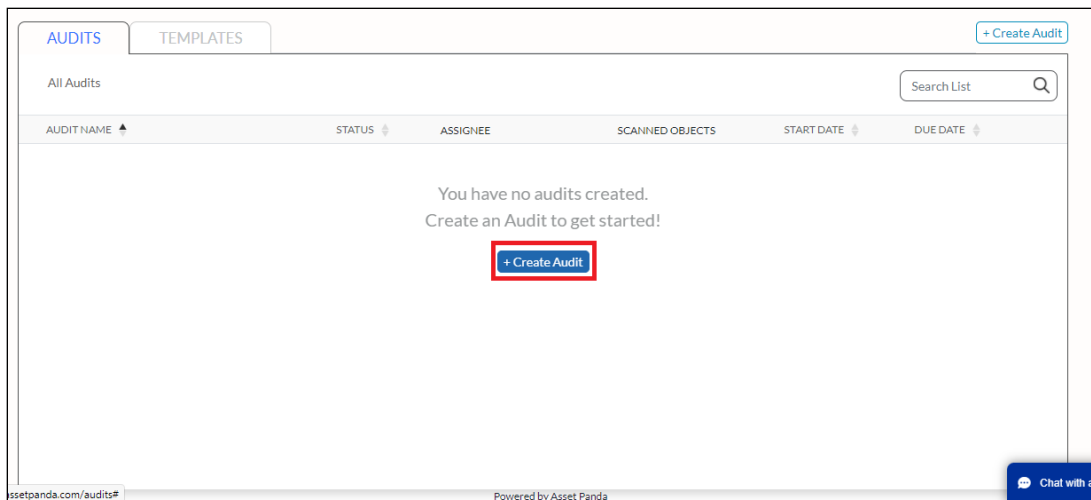 AUDITS TEMPLATES + Create Audit
All Audits Search List
AUDIT NAME STATUS ASSIGNEE SCANNED OBJECTS START DATE DUE DATE
You have no audits created.
Create an Audit to get started!
+ Create Audit
Chat with a
ssetpanda.com/audits# Powered by Asset Panda